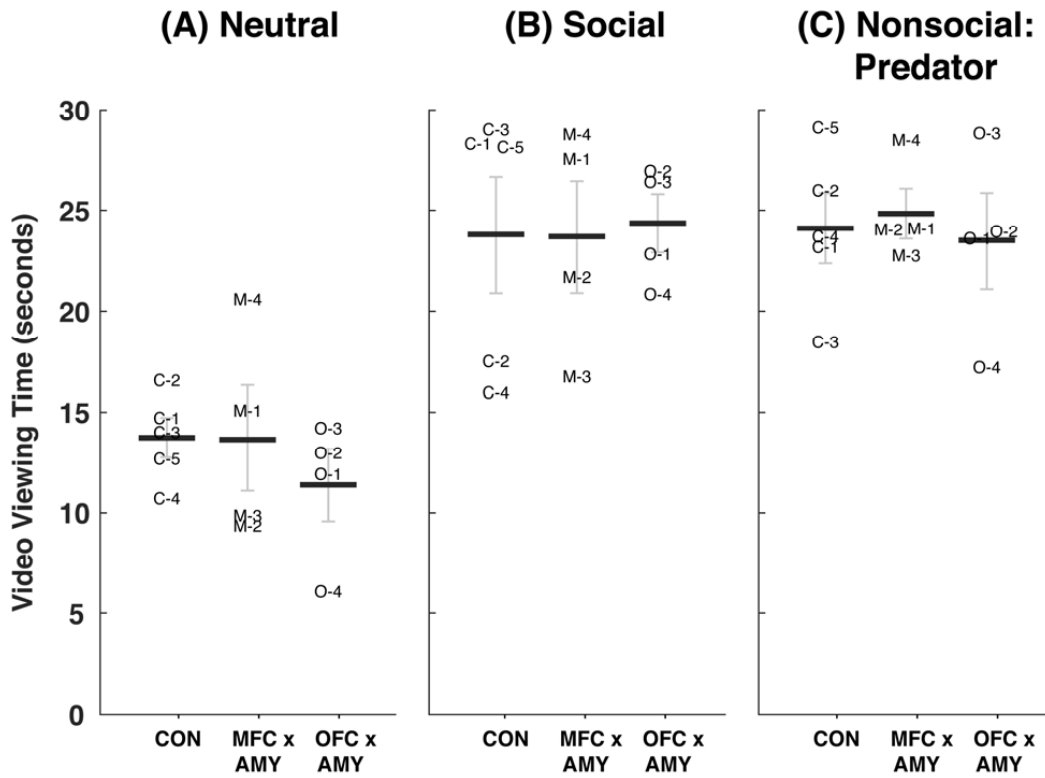 (A) Neutral
(B) Social
(C) Nonsocial:
Predator
Video Viewing Time (seconds)
30
25
20
15
10
5
0
M-4
C-2
C-1
C-3
C-5
C-4
M-1
M-3
M-2
O-3
O-2
O-1
O-4
CON
MFC x
AMY
OFC x
AMY
C-3
C-1
C-5
C-2
C-4
M-4
M-1
M-2
M-3
O-2
O-3
O-1
O-4
CON
MFC x
AMY
OFC x
AMY
C-5
C-2
C-4
C-1
C-3
M-4
M-2 M-1
M-3
O-3
O-1 O-2
O-4
CON
MFC x
AMY
OFC x
AMY